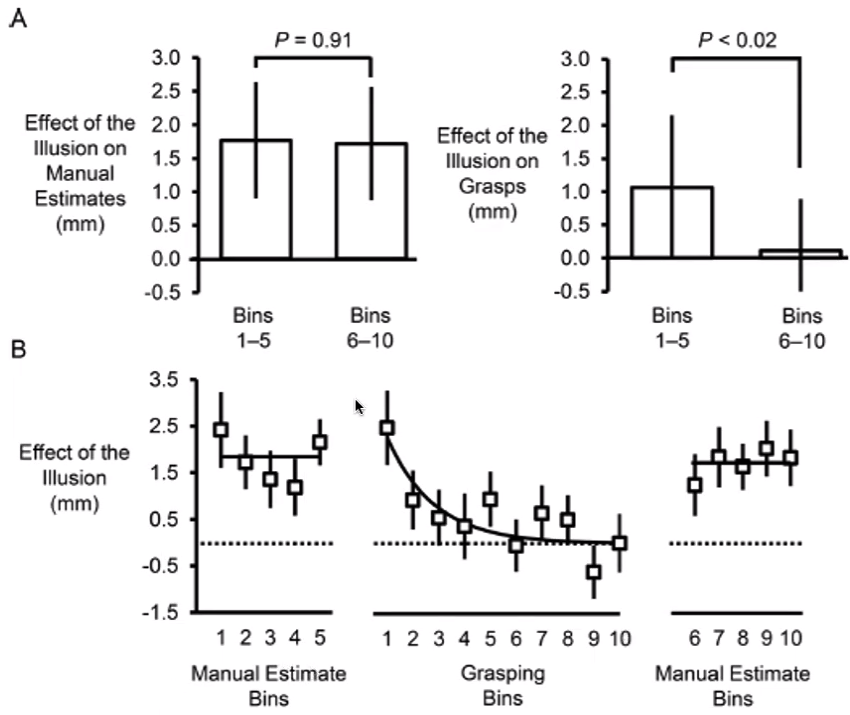 A
P = 0.91
P < 0.02
Effect of the
Illusion on
Manual
Estimates
(mm)
3.0
2.5
2.0
1.5
1.0
0.5
0.0
-0.5
Bins
1–5
Bins
6–10
Effect of the
Illusion on
Grasps
(mm)
3.0
2.5
2.0
1.5
1.0
0.5
0.0
-0.5
Bins
1–5
Bins
6–10
B
Effect of the
Illusion
(mm)
3.5
2.5
1.5
0.5
-0.5
-1.5
1 2 3 4 5
Manual Estimate
Bins
1 2 3 4 5 6 7 8 9 10
Grasping
Bins
6 7 8 9 10
Manual Estimate
Bins